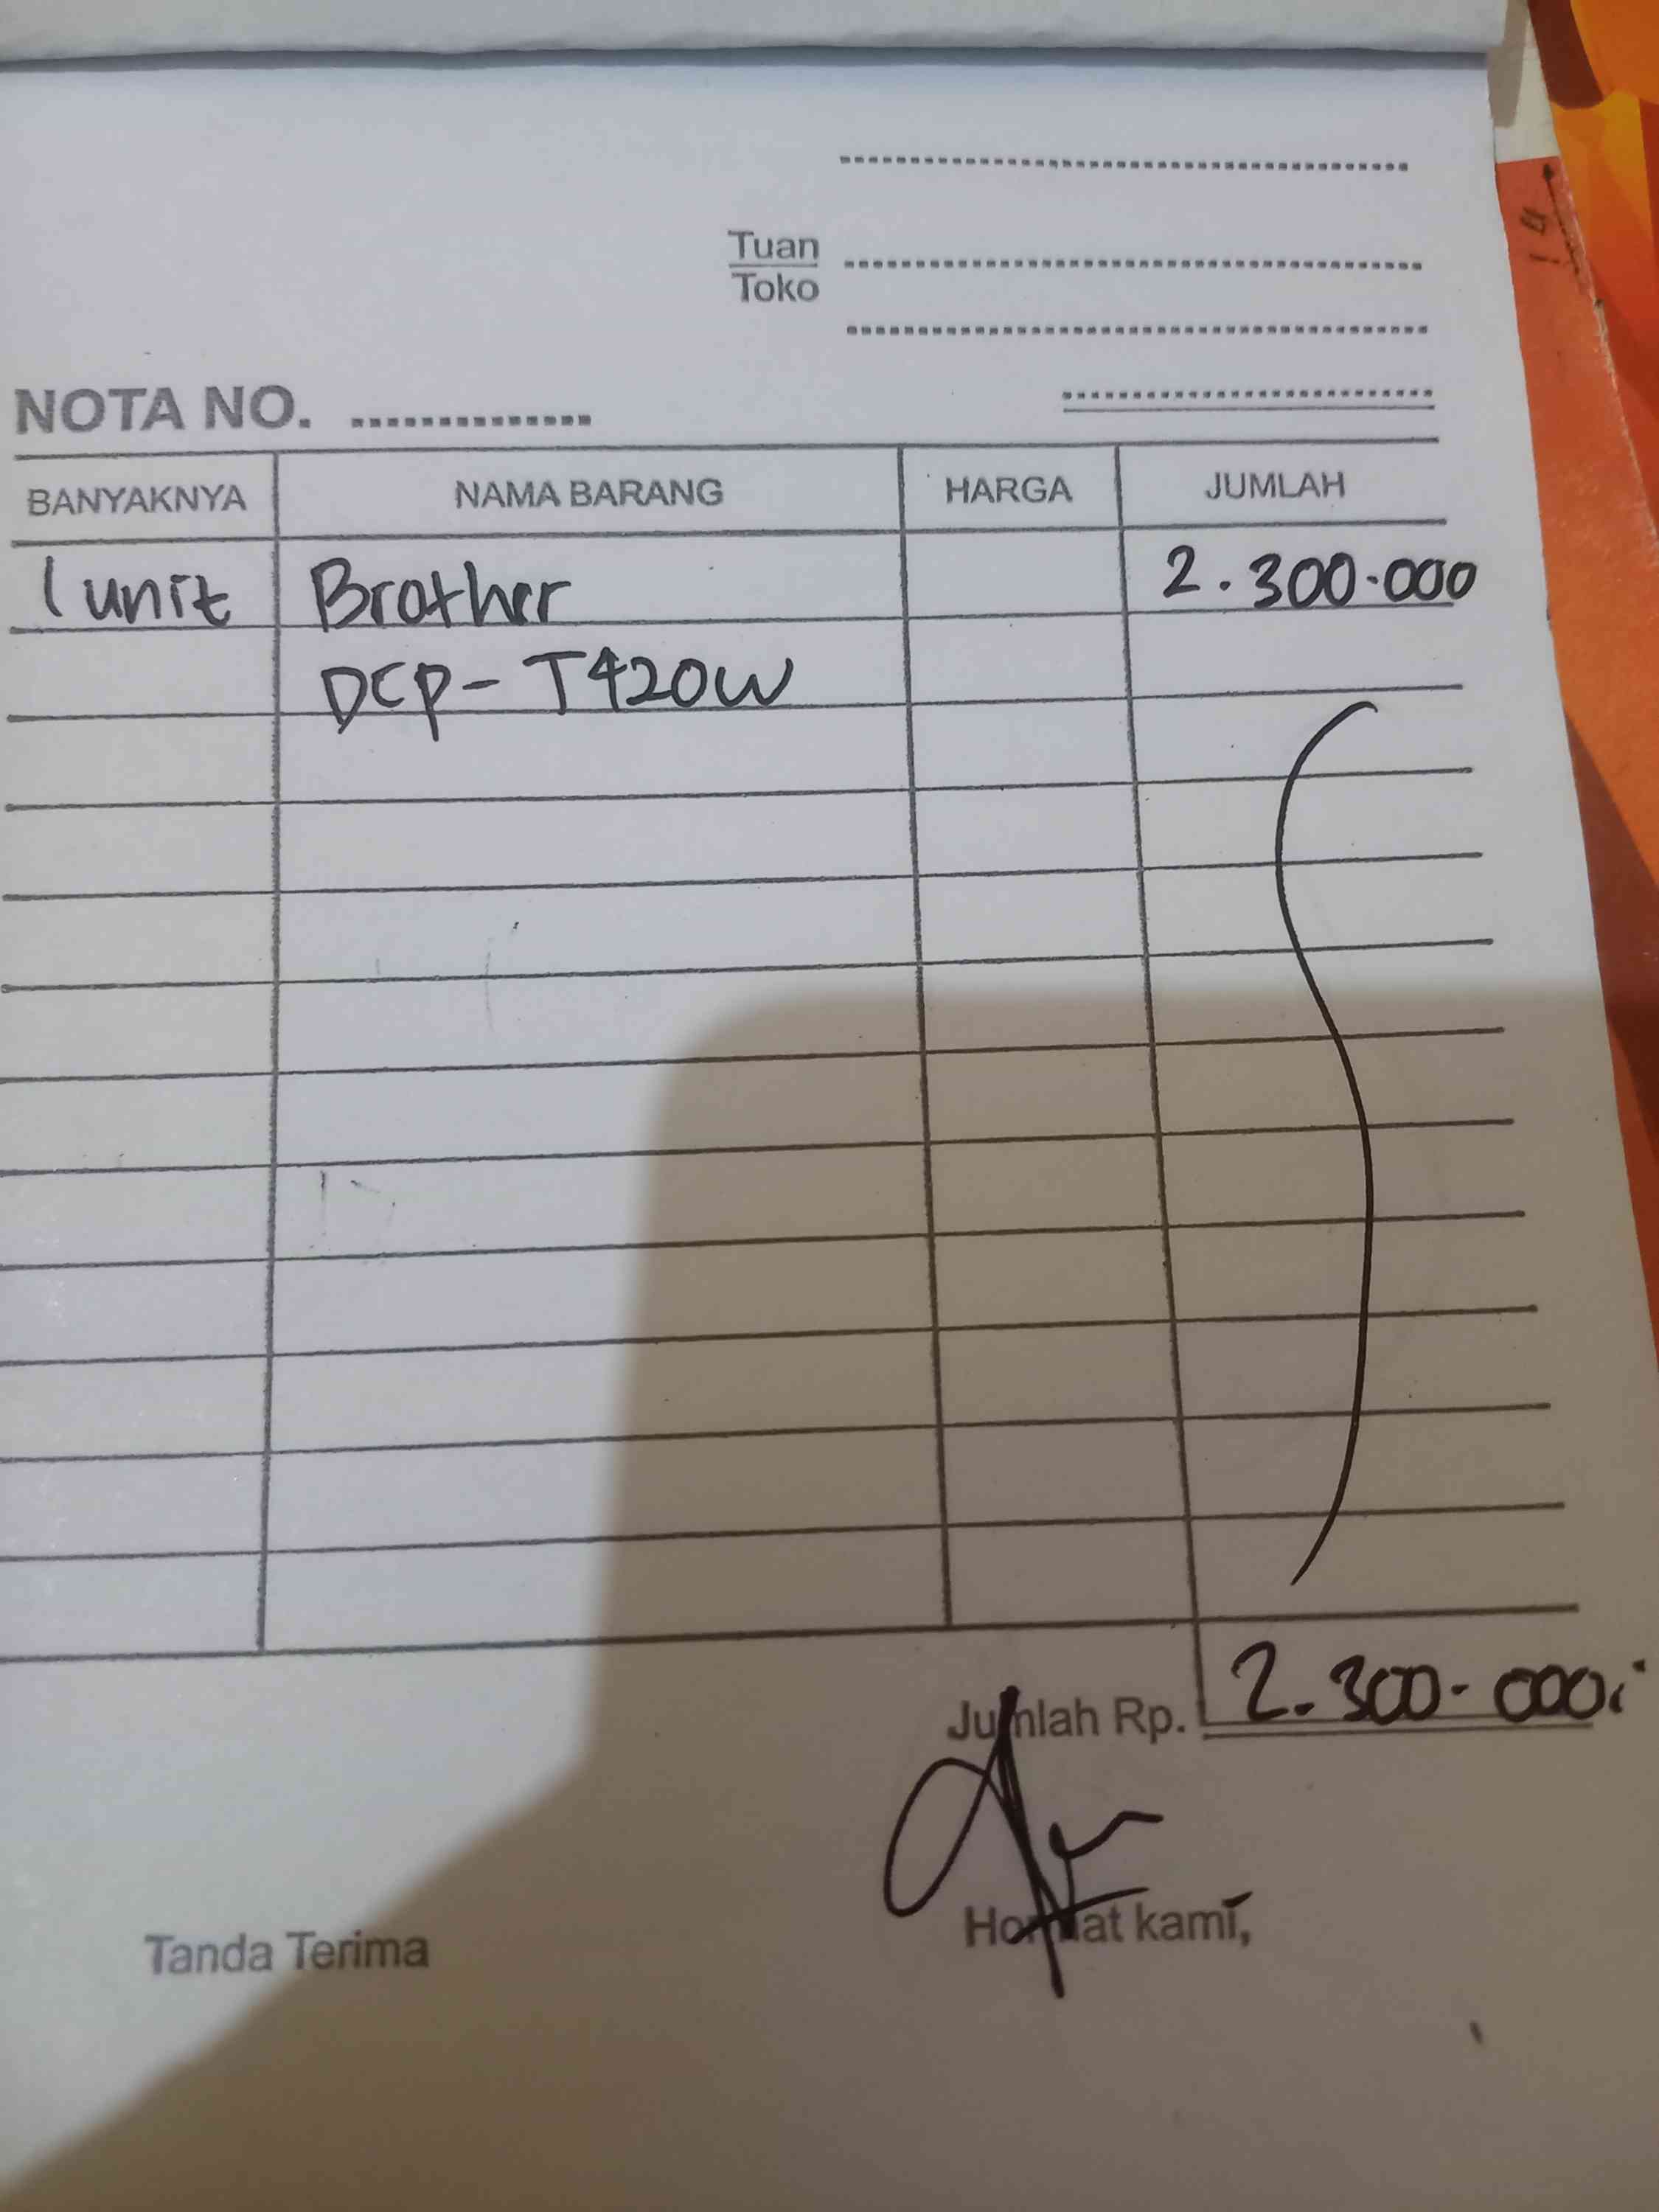 Tuan
Toko
NOTA NO.
BANYAKNYA NAMA BARANG HARGA JUMLAH
1 unit Brother 2.300.000
DCP-T420W
Jumlah Rp. 2.300.000
Tanda Terima Hormat kami,